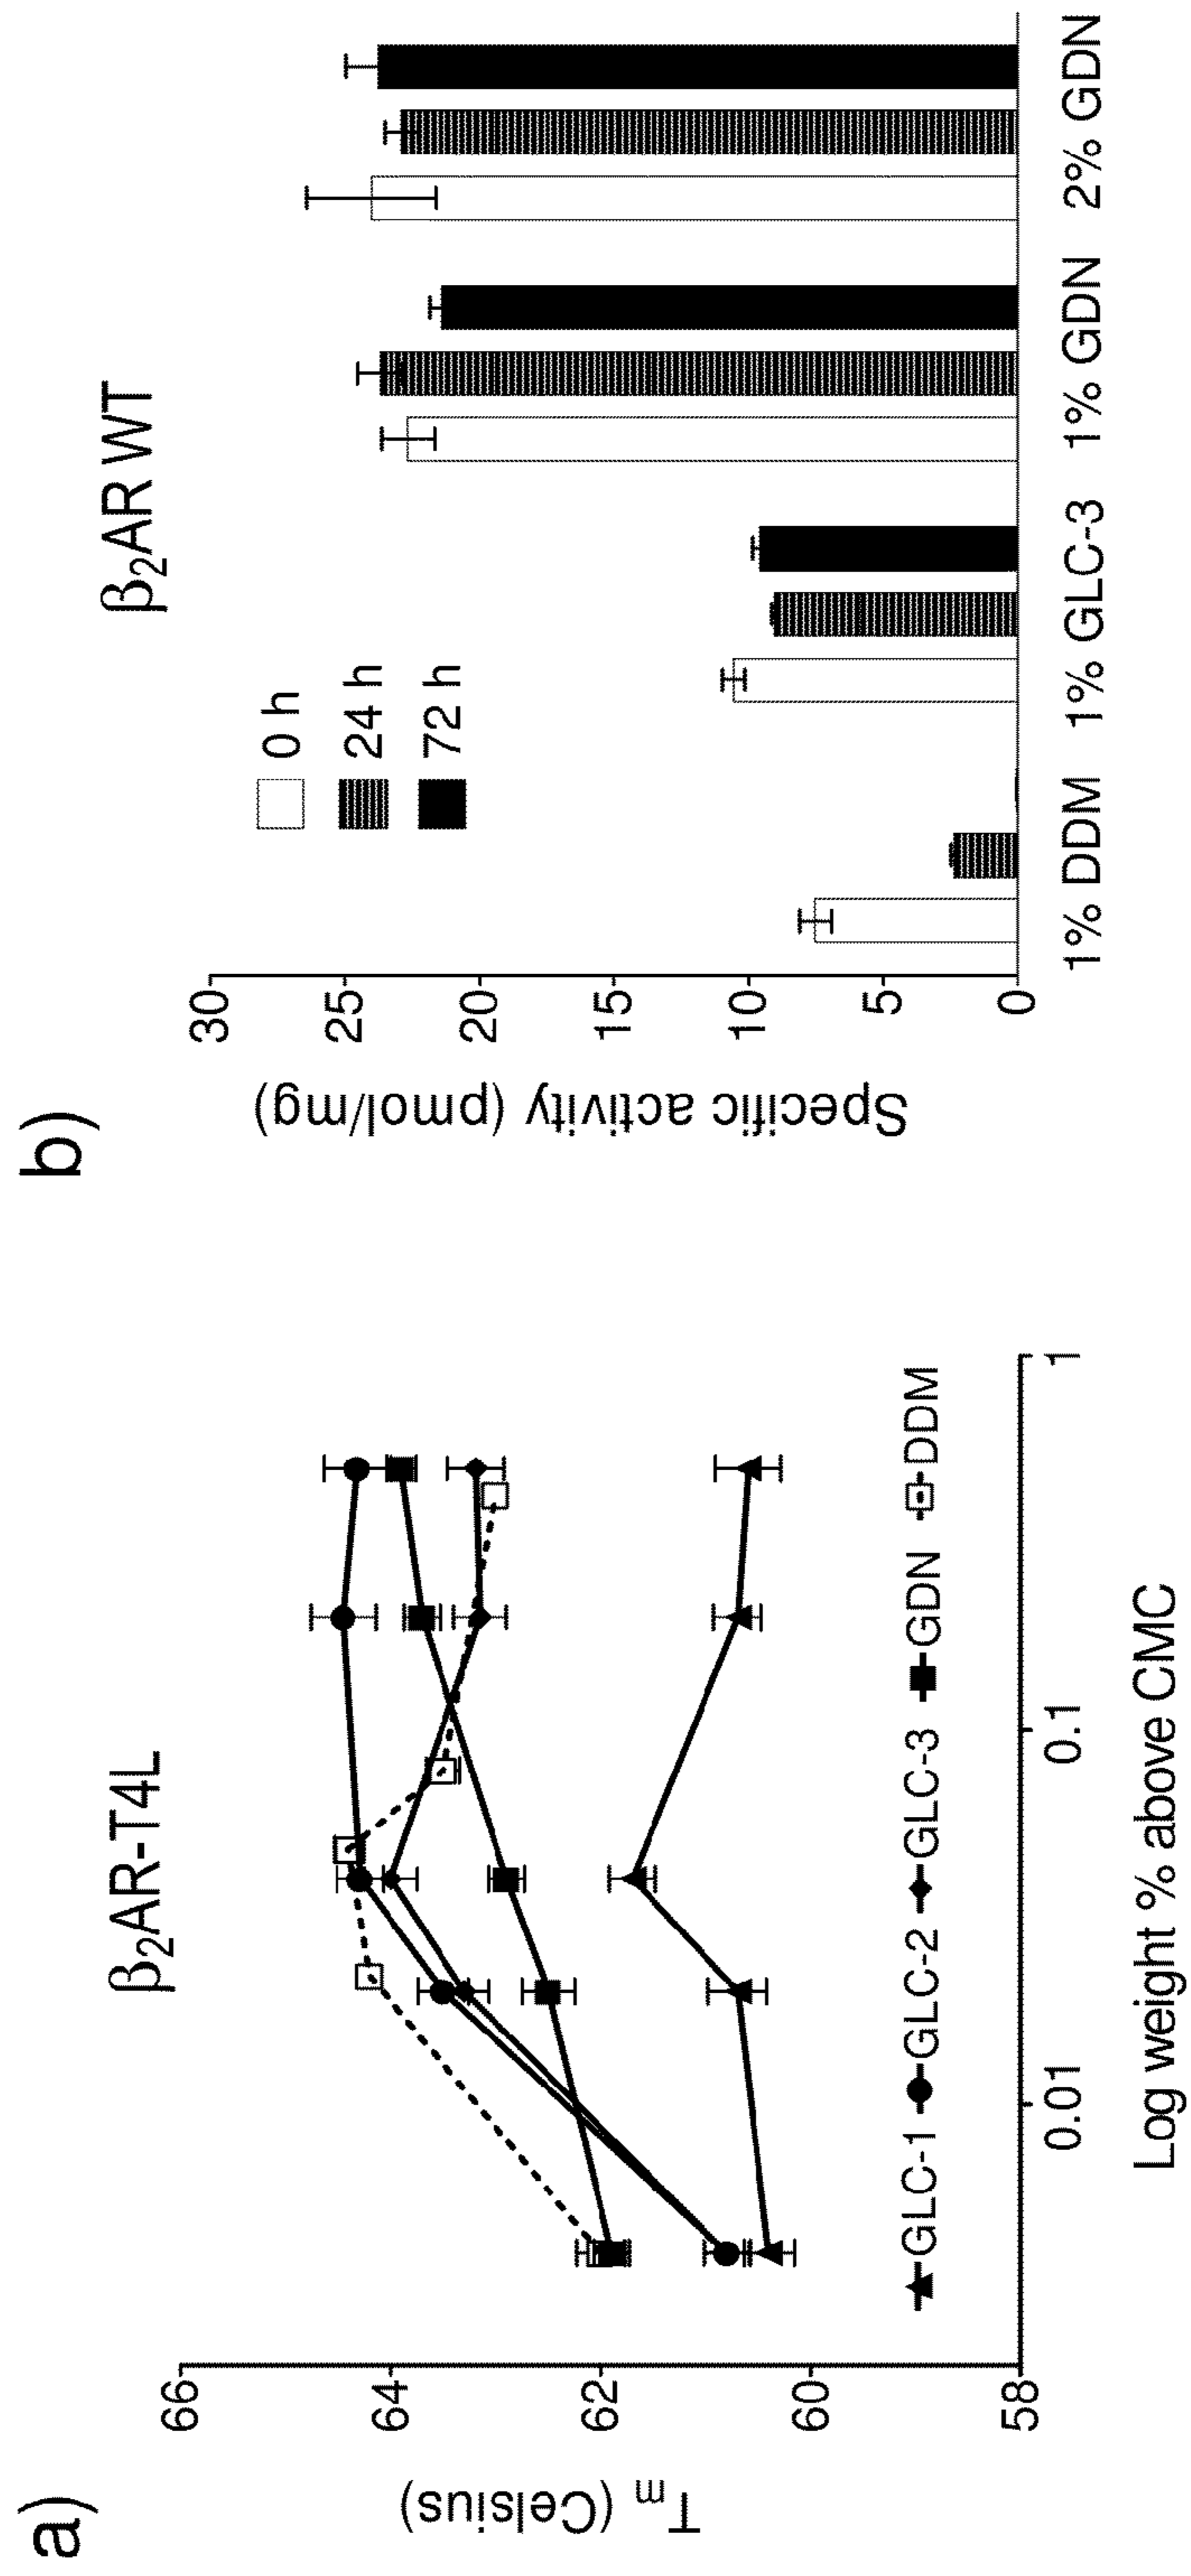 a)
β2AR-T4L
Tm (Celsius)
66
64
62
60
58
0.01
0.1
1
GLC-1
GLC-2
GLC-3
GDN
DDM
Log weight % above CMC
b)
β2AR WT
Specific activity (pmol/mg)
30
25
20
15
10
5
0
0 h
24 h
72 h
1% DDM
1% GLC-3
1% GDN
2% GDN